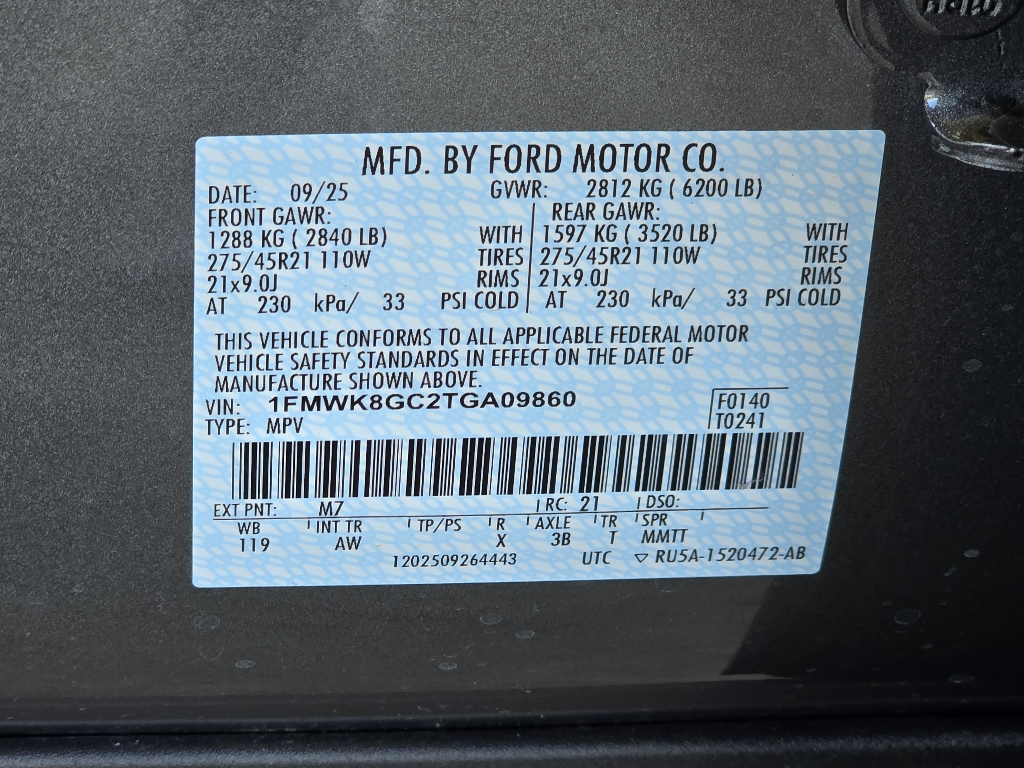 MFD. BY FORD MOTOR CO.
DATE: 09/25 GVWR: 2812 KG ( 6200 LB)
FRONT GAWR: REAR GAWR:
1288 KG ( 2840 LB) WITH 1597 KG ( 3520 LB) WITH
275/45R21 110W TIRES 275/45R21 110W TIRES
21x9.0J RIMS 21x9.0J RIMS
AT 230 kPa/ 33 PSI COLD AT 230 kPa/ 33 PSI COLD
THIS VEHICLE CONFORMS TO ALL APPLICABLE FEDERAL MOTOR
VEHICLE SAFETY STANDARDS IN EFFECT ON THE DATE OF
MANUFACTURE SHOWN ABOVE.
VIN: 1FMWK8GC2TGA09860 F0140
TYPE: MPV T0241
EXT PNT: M7 RC: 21 DSO:
WB INT TR TP/PS R AXLE TR SPR
119 AW X 3B T MMTT
1202509264443 UTC ▽ RU5A-1520472-AB